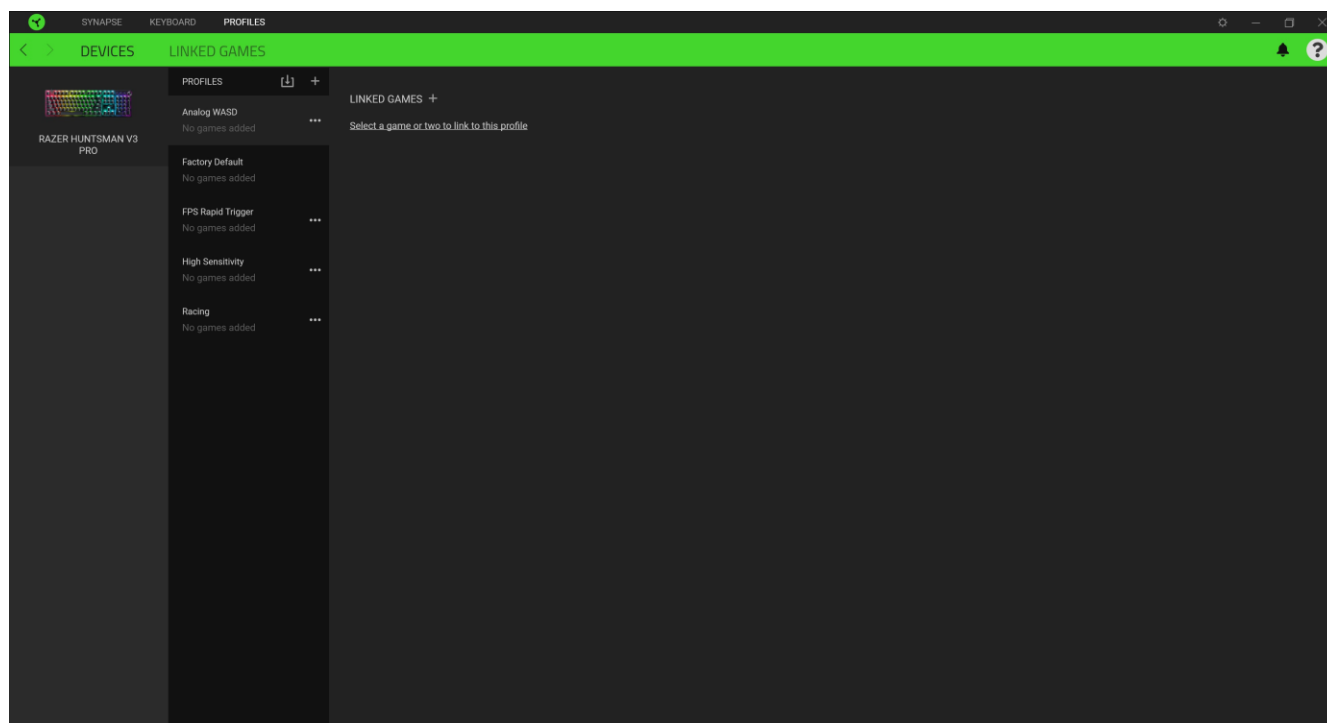 SYNAPSE KEYBOARD PROFILES
DEVICES LINKED GAMES
?
RAZER HUNTSMAN V3
PRO
PROFILES
Analog WASD
No games added
Factory Default
No games added
FPS Rapid Trigger
No games added
High Sensitivity
No games added
Racing
No games added
LINKED GAMES +
Select a game or two to link to this profile